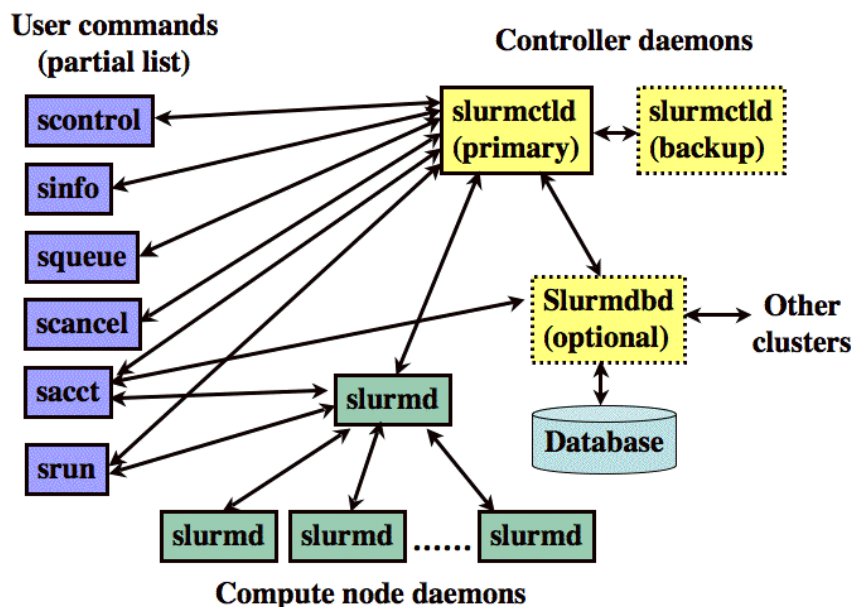 User commands
(partial list)
Controller daemons
scontrol
slurmctld
(primary)
slurmctld
(backup)
sinfo
squeue
scancel
Slurmdbd
(optional)
Other
clusters
sacct
slurmd
srun
Database
slurmd
slurmd
......
slurmd
Compute node daemons